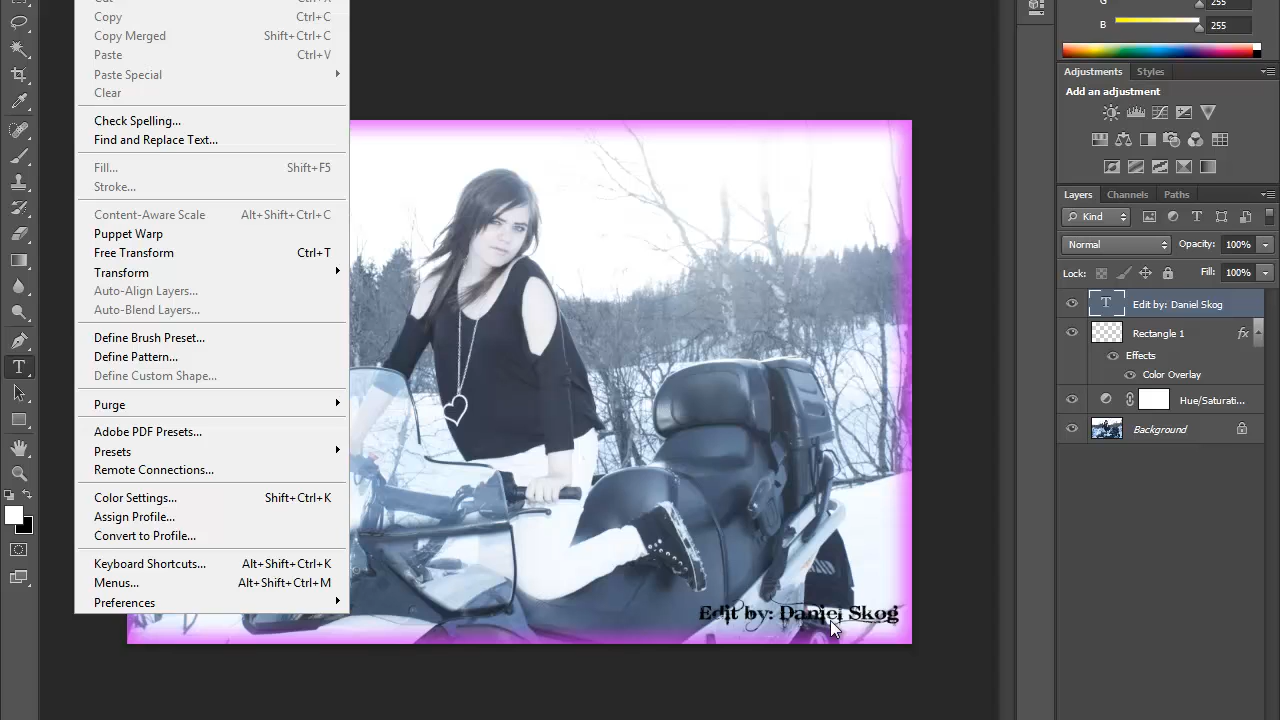 Cut Ctrl+X
Copy Ctrl+C
Copy Merged Shift+Ctrl+C
Paste Ctrl+V
Paste Special
Clear
Check Spelling...
Find and Replace Text...
Fill... Shift+F5
Stroke...
Content-Aware Scale Alt+Shift+Ctrl+C
Puppet Warp
Free Transform Ctrl+T
Transform
Auto-Align Layers...
Auto-Blend Layers...
Define Brush Preset...
Define Pattern...
Define Custom Shape...
Purge
Adobe PDF Presets...
Presets
Remote Connections...
Color Settings... Shift+Ctrl+K
Assign Profile...
Convert to Profile...
Keyboard Shortcuts... Alt+Shift+Ctrl+K
Menus... Alt+Shift+Ctrl+M
Preferences
Edit by: Daniel Skog
G 255
B 255
Adjustments Styles
Add an adjustment
Layers Channels Paths
Kind
Normal Opacity: 100%
Lock: Fill: 100%
T Edit by: Daniel Skog
Rectangle 1 fx
Effects
Color Overlay
Hue/Saturati...
Background